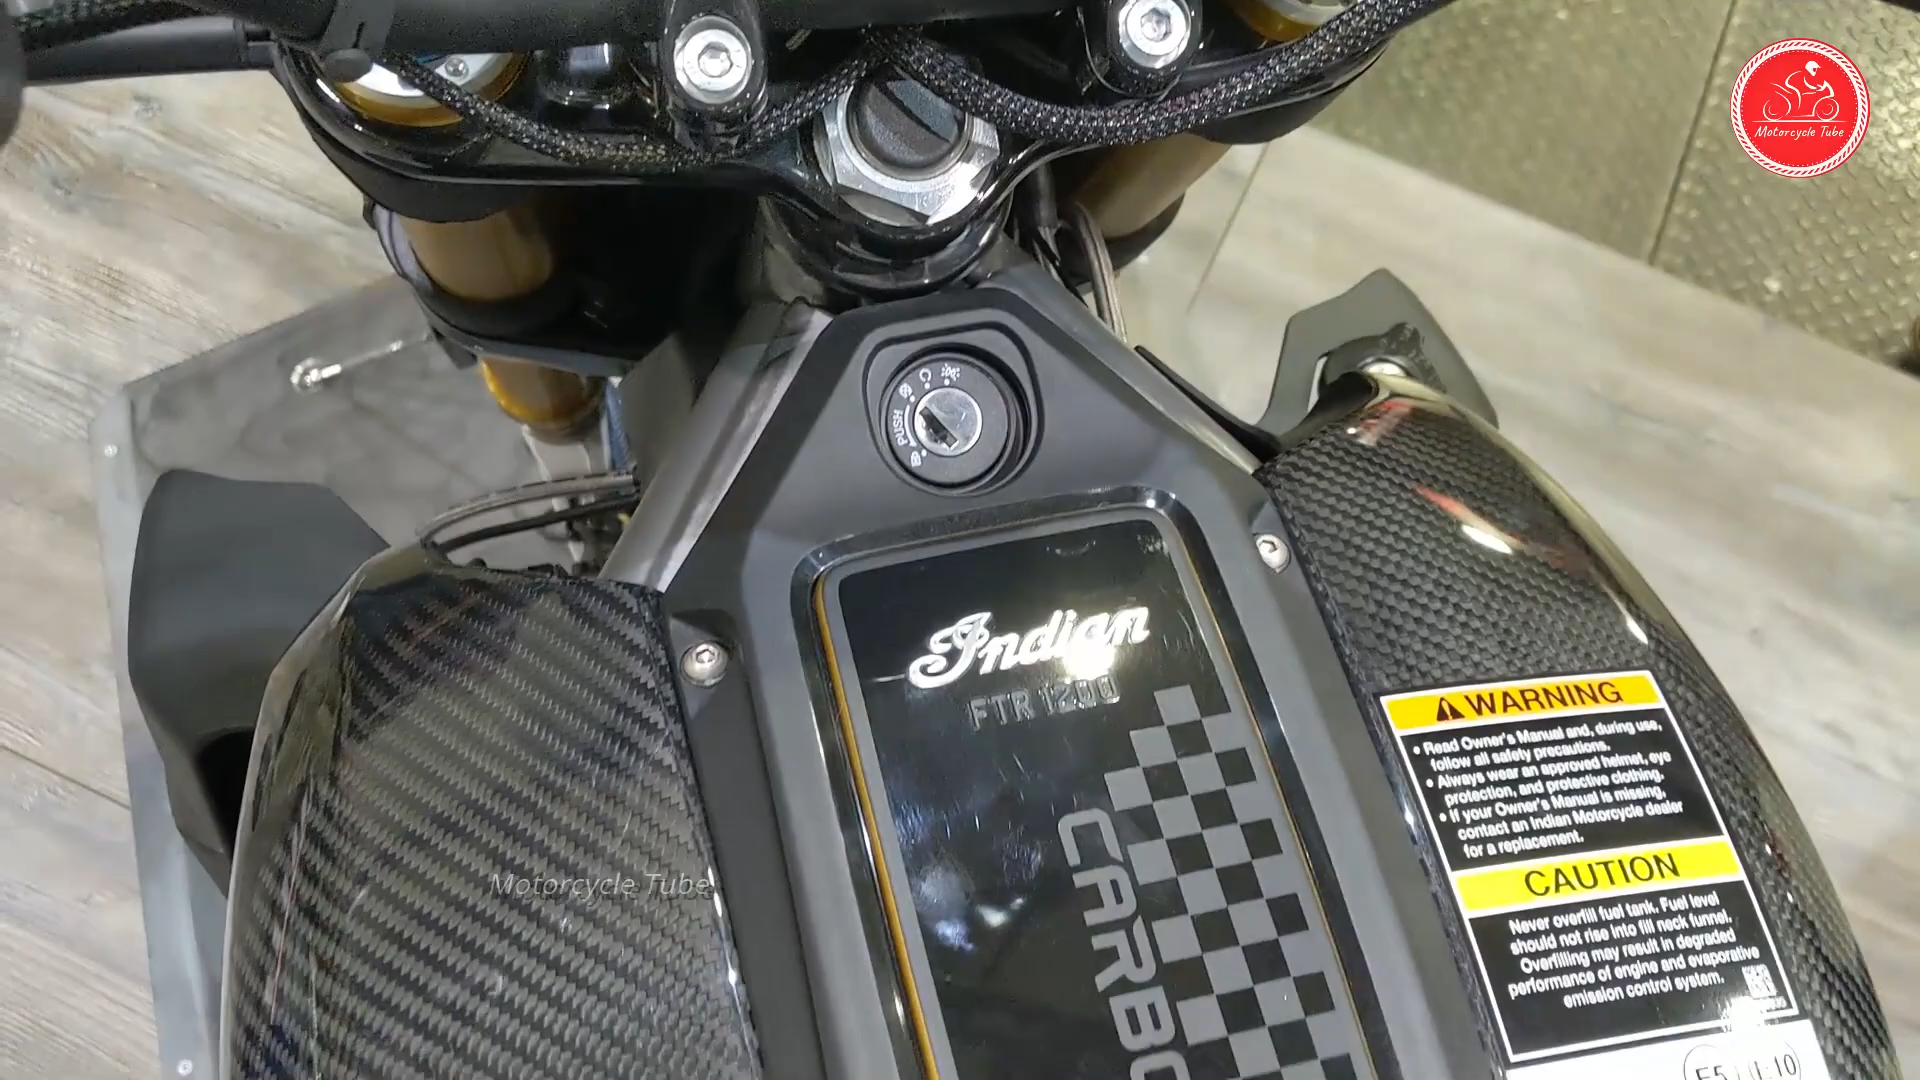 Motorcycle Tube
PUSH
Indian
FTR 1200
CARBO
WARNING
• Read Owner's Manual and, during use,
follow all safety precautions.
• Always wear an approved helmet, eye
protection, and protective clothing.
• If your Owner's Manual is missing,
contact an Indian Motorcycle dealer
for a replacement.
CAUTION
Never overfill fuel tank. Fuel level
should not rise into fill neck funnel.
Overfilling may result in degraded
performance of engine and evaporative
emission control system.
Motorcycle Tube